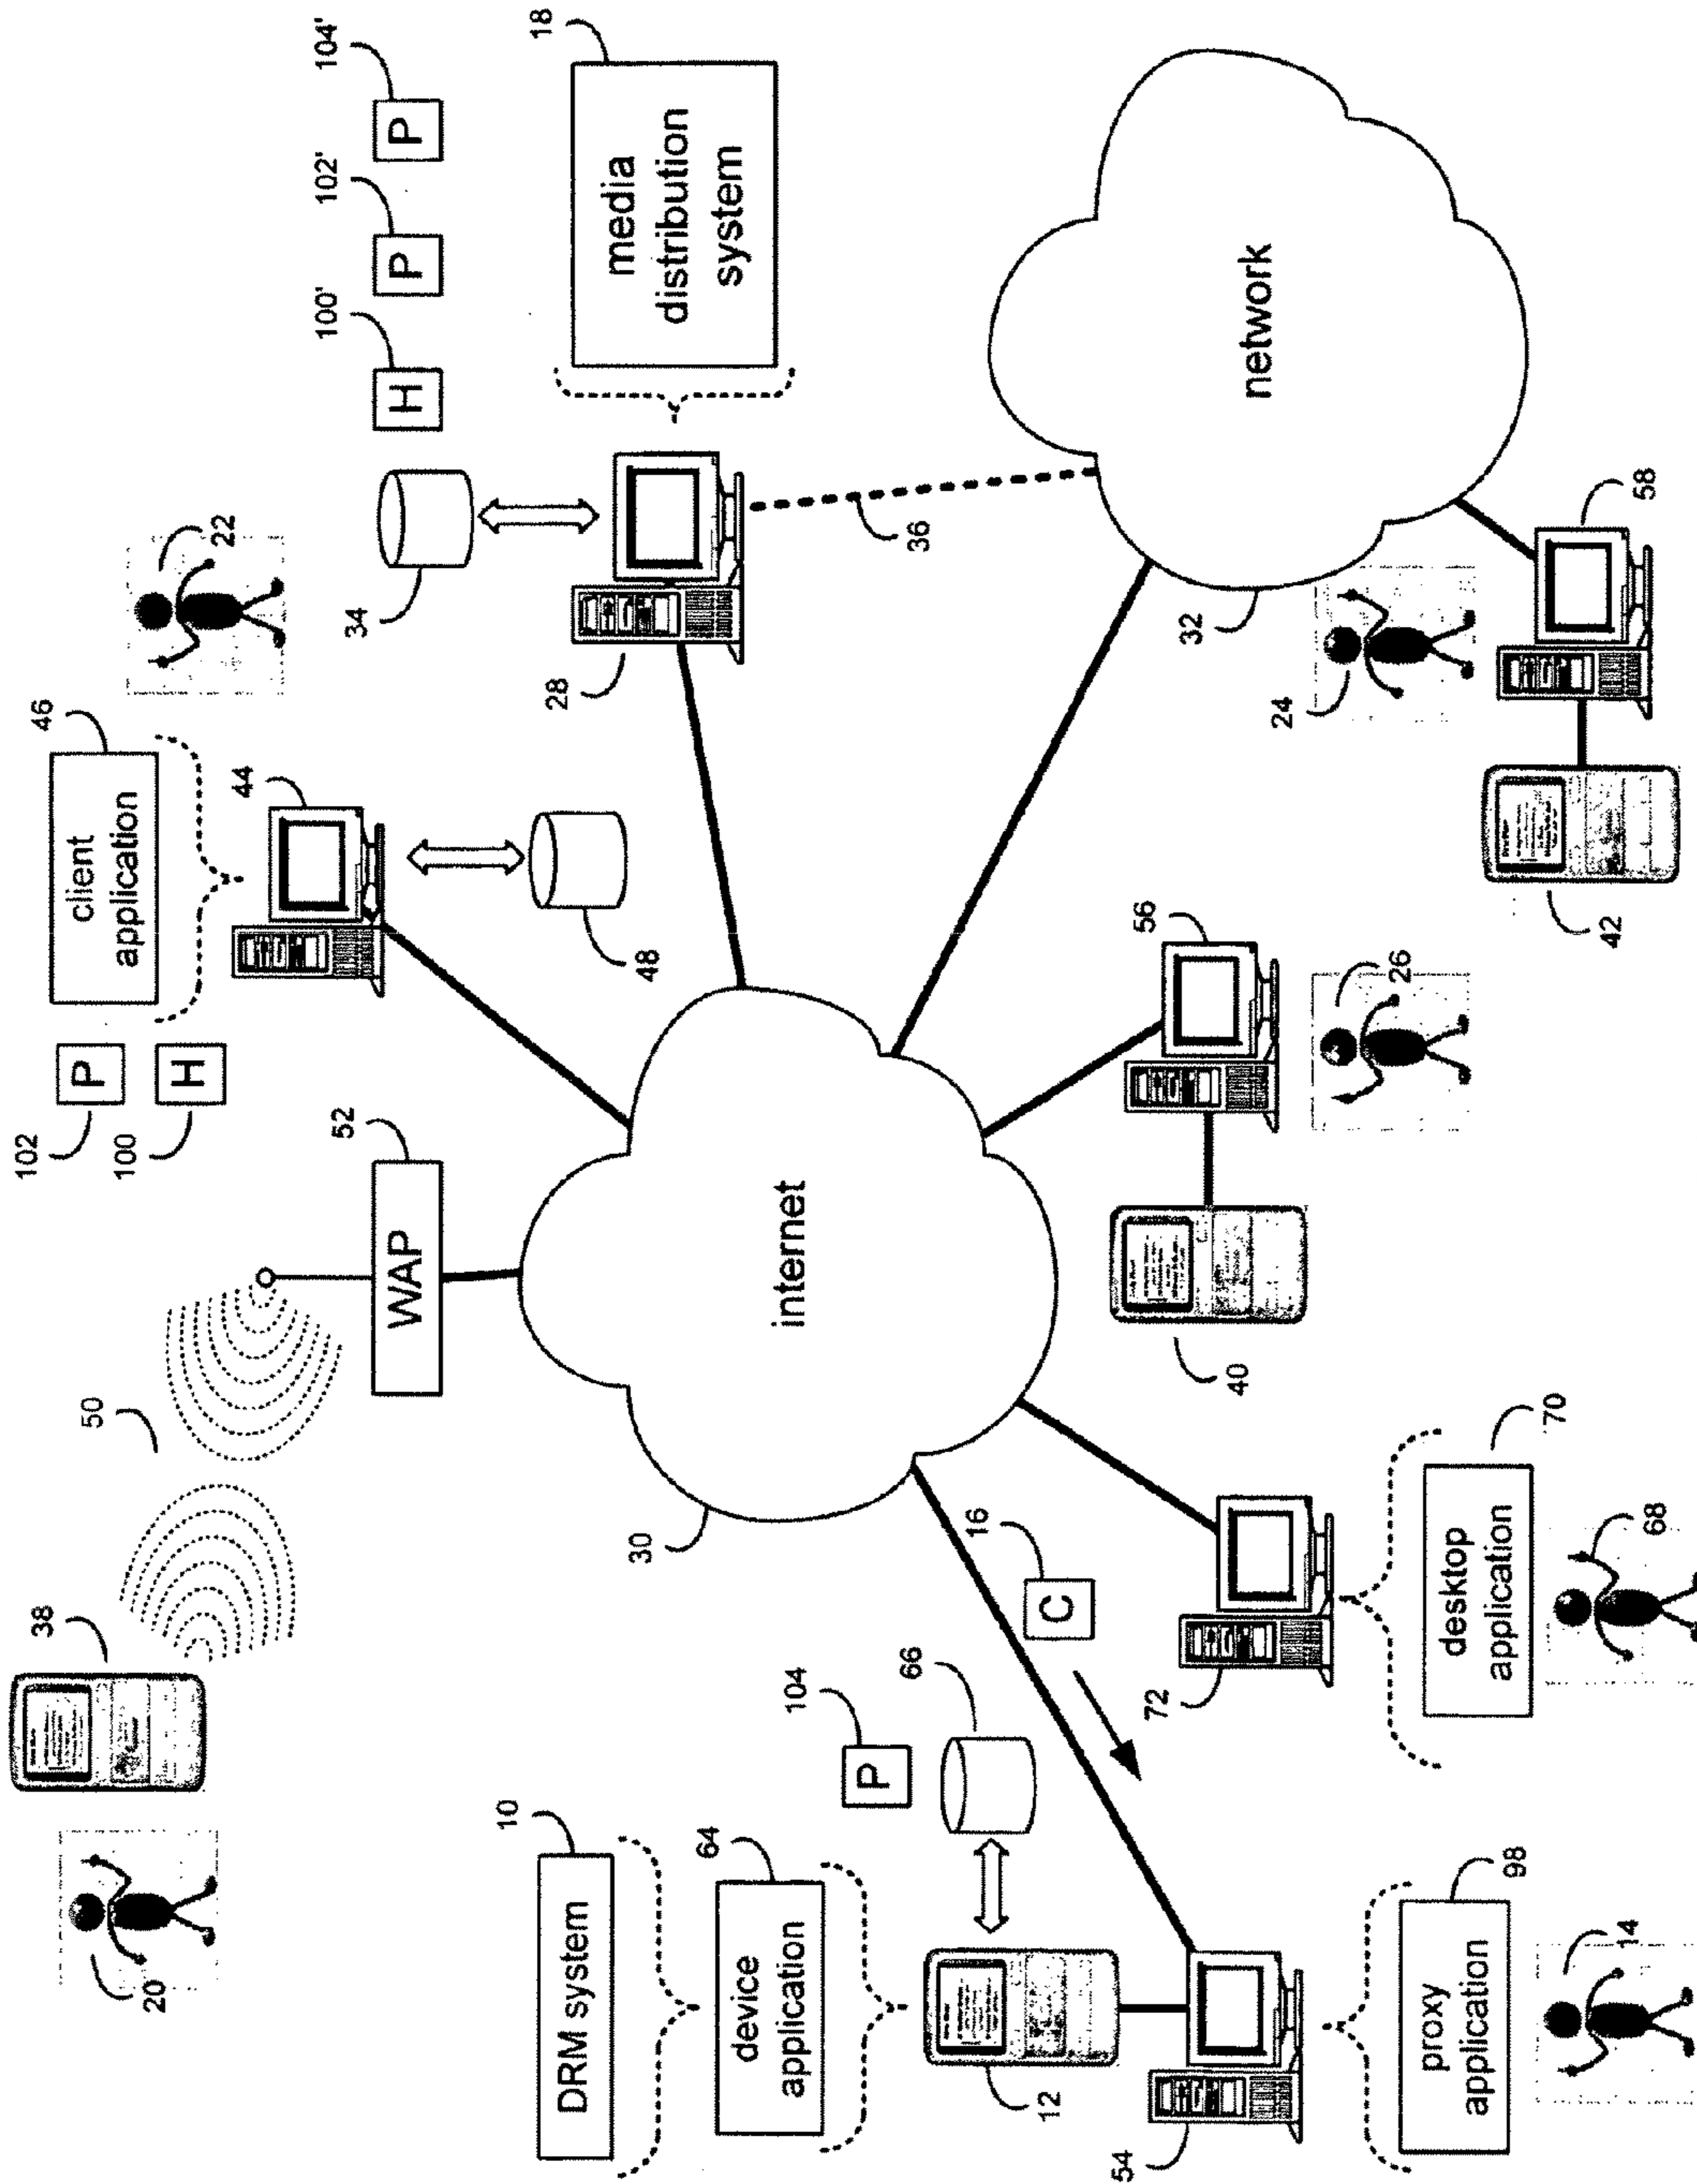 DRM system
10
device
application
64
12
P
104
66
54
proxy
application
98
14
20
38
50
WAP
52
102
P
100
H
client
application
46
44
48
22
internet
30
C
16
72
desktop
application
70
68
40
56
26
34
28
H
100'
P
102'
P
104'
media
distribution
system
18
36
network
32
24
58
42